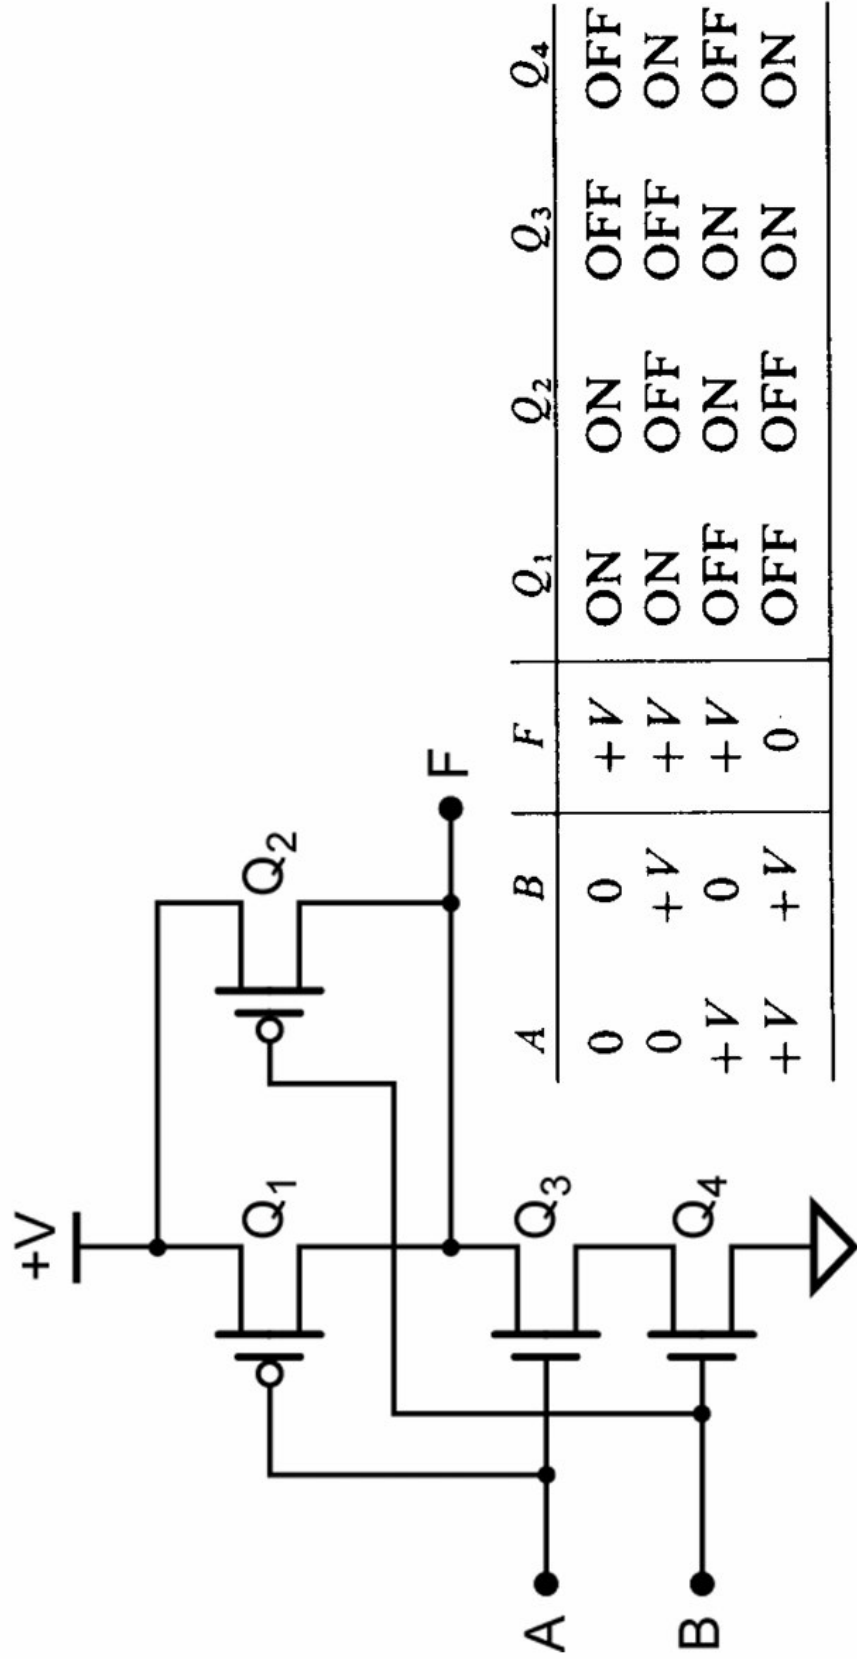 +V
Q1
Q2
F
A
Q3
B
Q4
A B F Q1 Q2 Q3 Q4
0 0 +V ON ON OFF OFF
0 +V +V ON OFF OFF ON
+V 0 +V OFF ON ON OFF
+V +V 0 OFF OFF ON ON